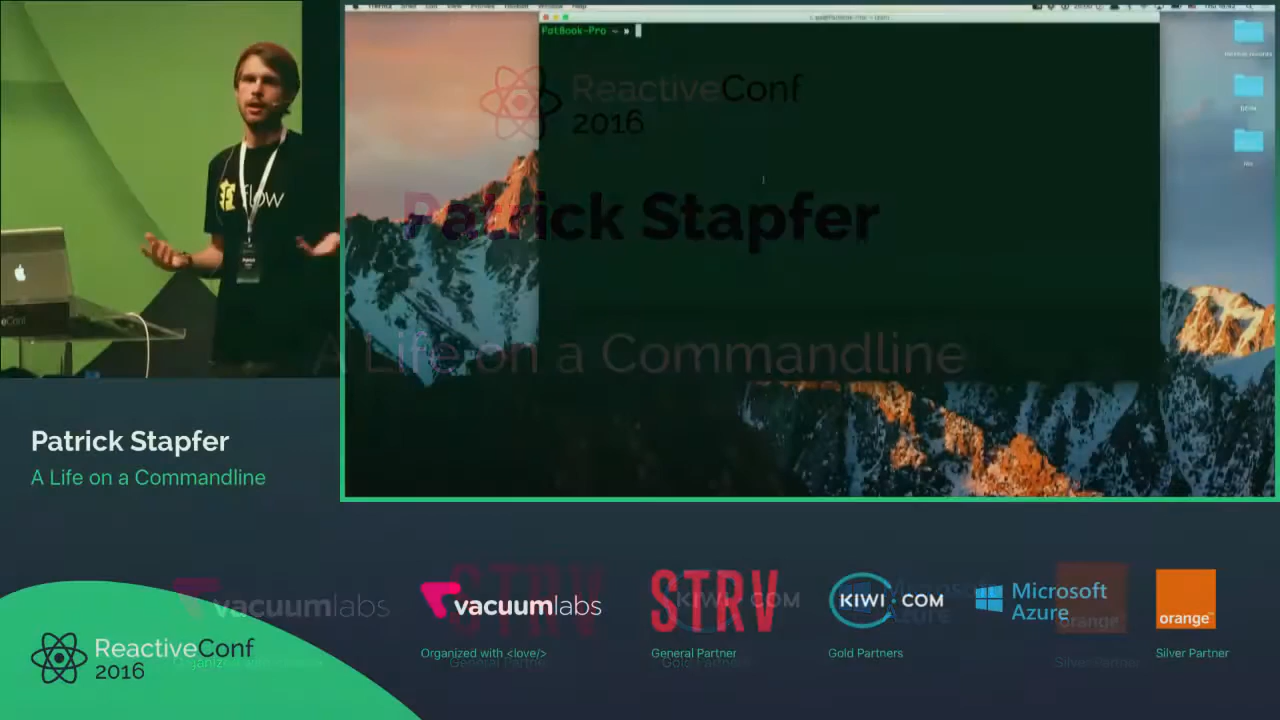 PatBook-Pro ~ »
ReactiveConf
2016
Patrick Stapfer
A Life on a Commandline
flow
Patrick Stapfer
A Life on a Commandline
vacuumlabs
STRV
KIWI.COM
Microsoft
Azure
orange
Organized with <love/>
General Partner
Gold Partners
Silver Partner
ReactiveConf
2016